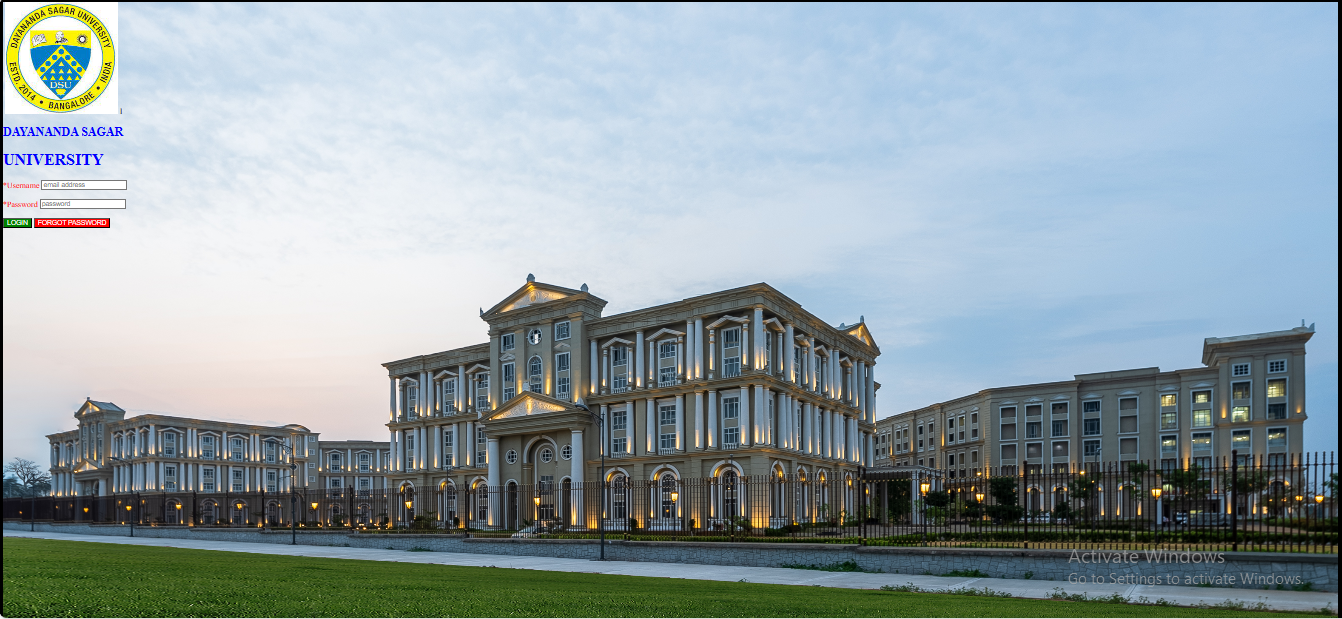 DAYANANDA SAGAR UNIVERSITY
ESTD. 2014 • BANGALORE • INDIA
DSU
DAYANANDA SAGAR
UNIVERSITY
*Username email address
*Password password
LOGIN FORGOT PASSWORD
Activate Windows
Go to Settings to activate Windows.